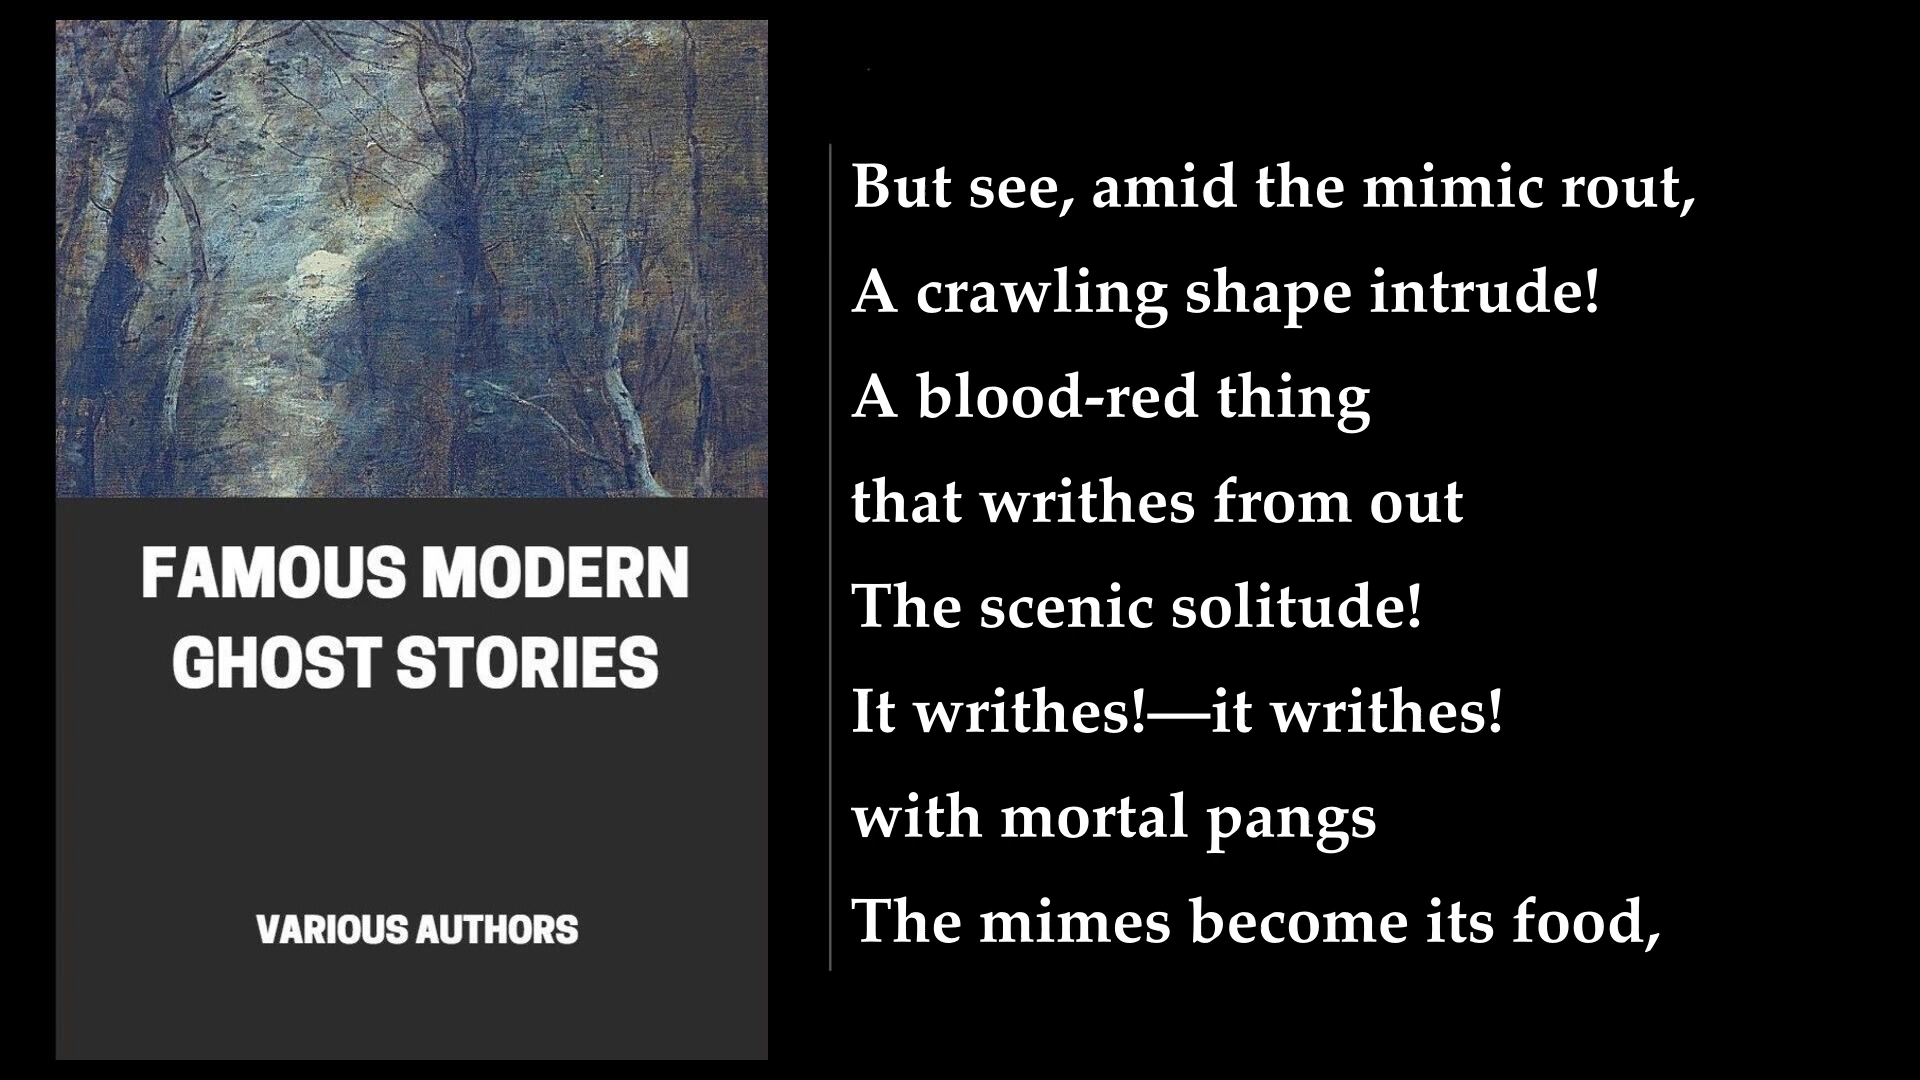 FAMOUS MODERN
GHOST STORIES
VARIOUS AUTHORS
But see, amid the mimic rout,
A crawling shape intrude!
A blood-red thing
that writhes from out
The scenic solitude!
It writhes!—it writhes!
with mortal pangs
The mimes become its food,